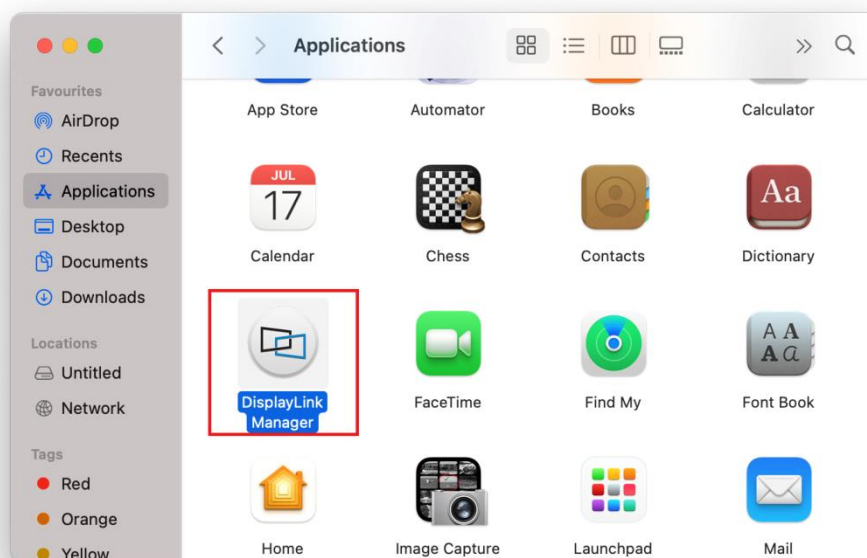 Applications
Favourites
AirDrop
Recents
Applications
Desktop
Documents
Downloads
Locations
Untitled
Network
Tags
Red
Orange
Yellow
App Store
Automator
Books
Calculator
JUL
17
Aa
Calendar
Chess
Contacts
Dictionary
A A
A a
DisplayLink
Manager
FaceTime
Find My
Font Book
Home
Image Capture
Launchpad
Mail